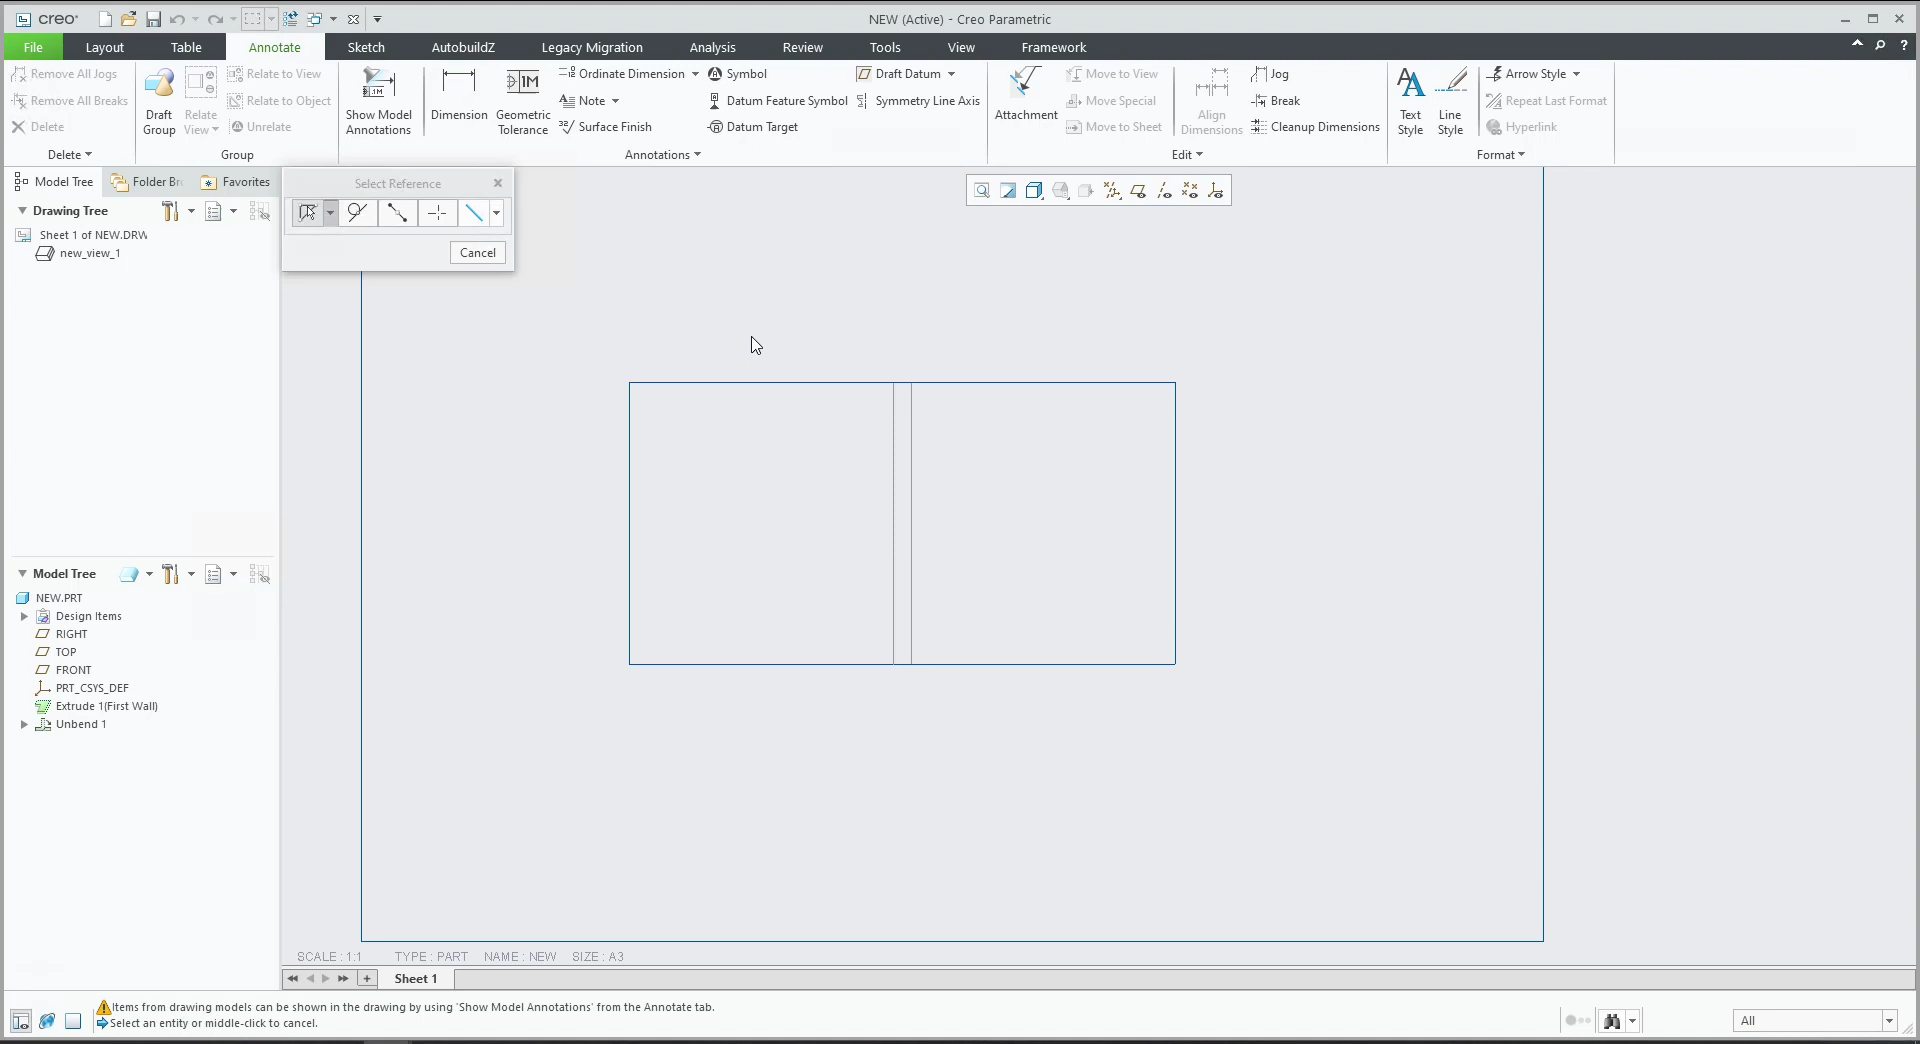 creo
NEW (Active) - Creo Parametric
File Layout Table Annotate Sketch AutobuildZ Legacy Migration Analysis Review Tools View Framework
Remove All Jogs
Remove All Breaks
Delete
Delete
Draft Group
Relate View
Relate to View
Relate to Object
Unrelate
Group
Show Model Annotations
Dimension
Geometric Tolerance
Ordinate Dimension
Note
Surface Finish
Symbol
Datum Feature Symbol
Datum Target
Draft Datum
Symmetry Line Axis
Annotations
Attachment
Move to View
Move Special
Move to Sheet
Align Dimensions
Jog
Break
Cleanup Dimensions
Edit
Text Style
Line Style
Arrow Style
Repeat Last Format
Hyperlink
Format
Model Tree Folder Br Favorites
Select Reference
Cancel
Drawing Tree
Sheet 1 of NEW.DRW
new_view_1
Model Tree
NEW.PRT
Design Items
RIGHT
TOP
FRONT
PRT_CSYS_DEF
Extrude 1(First Wall)
Unbend 1
SCALE : 1:1 TYPE : PART NAME : NEW SIZE : A3
Sheet 1
Items from drawing models can be shown in the drawing by using 'Show Model Annotations' from the Annotate tab.
Select an entity or middle-click to cancel.
All